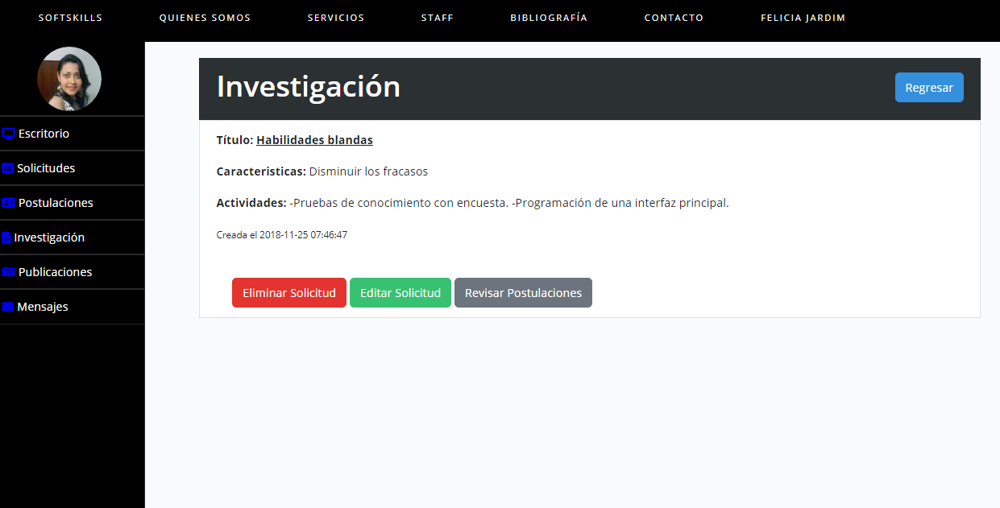 SOFTSKILLS QUIENES SOMOS SERVICIOS STAFF BIBLIOGRAFÍA CONTACTO FELICIA JARDIM
Escritorio
Solicitudes
Postulaciones
Investigación
Publicaciones
Mensajes
Investigación
Regresar
Título: Habilidades blandas
Caracteristicas: Disminuir los fracasos
Actividades: -Pruebas de conocimiento con encuesta. -Programación de una interfaz principal.
Creada el 2018-11-25 07:46:47
Eliminar Solicitud Editar Solicitud Revisar Postulaciones